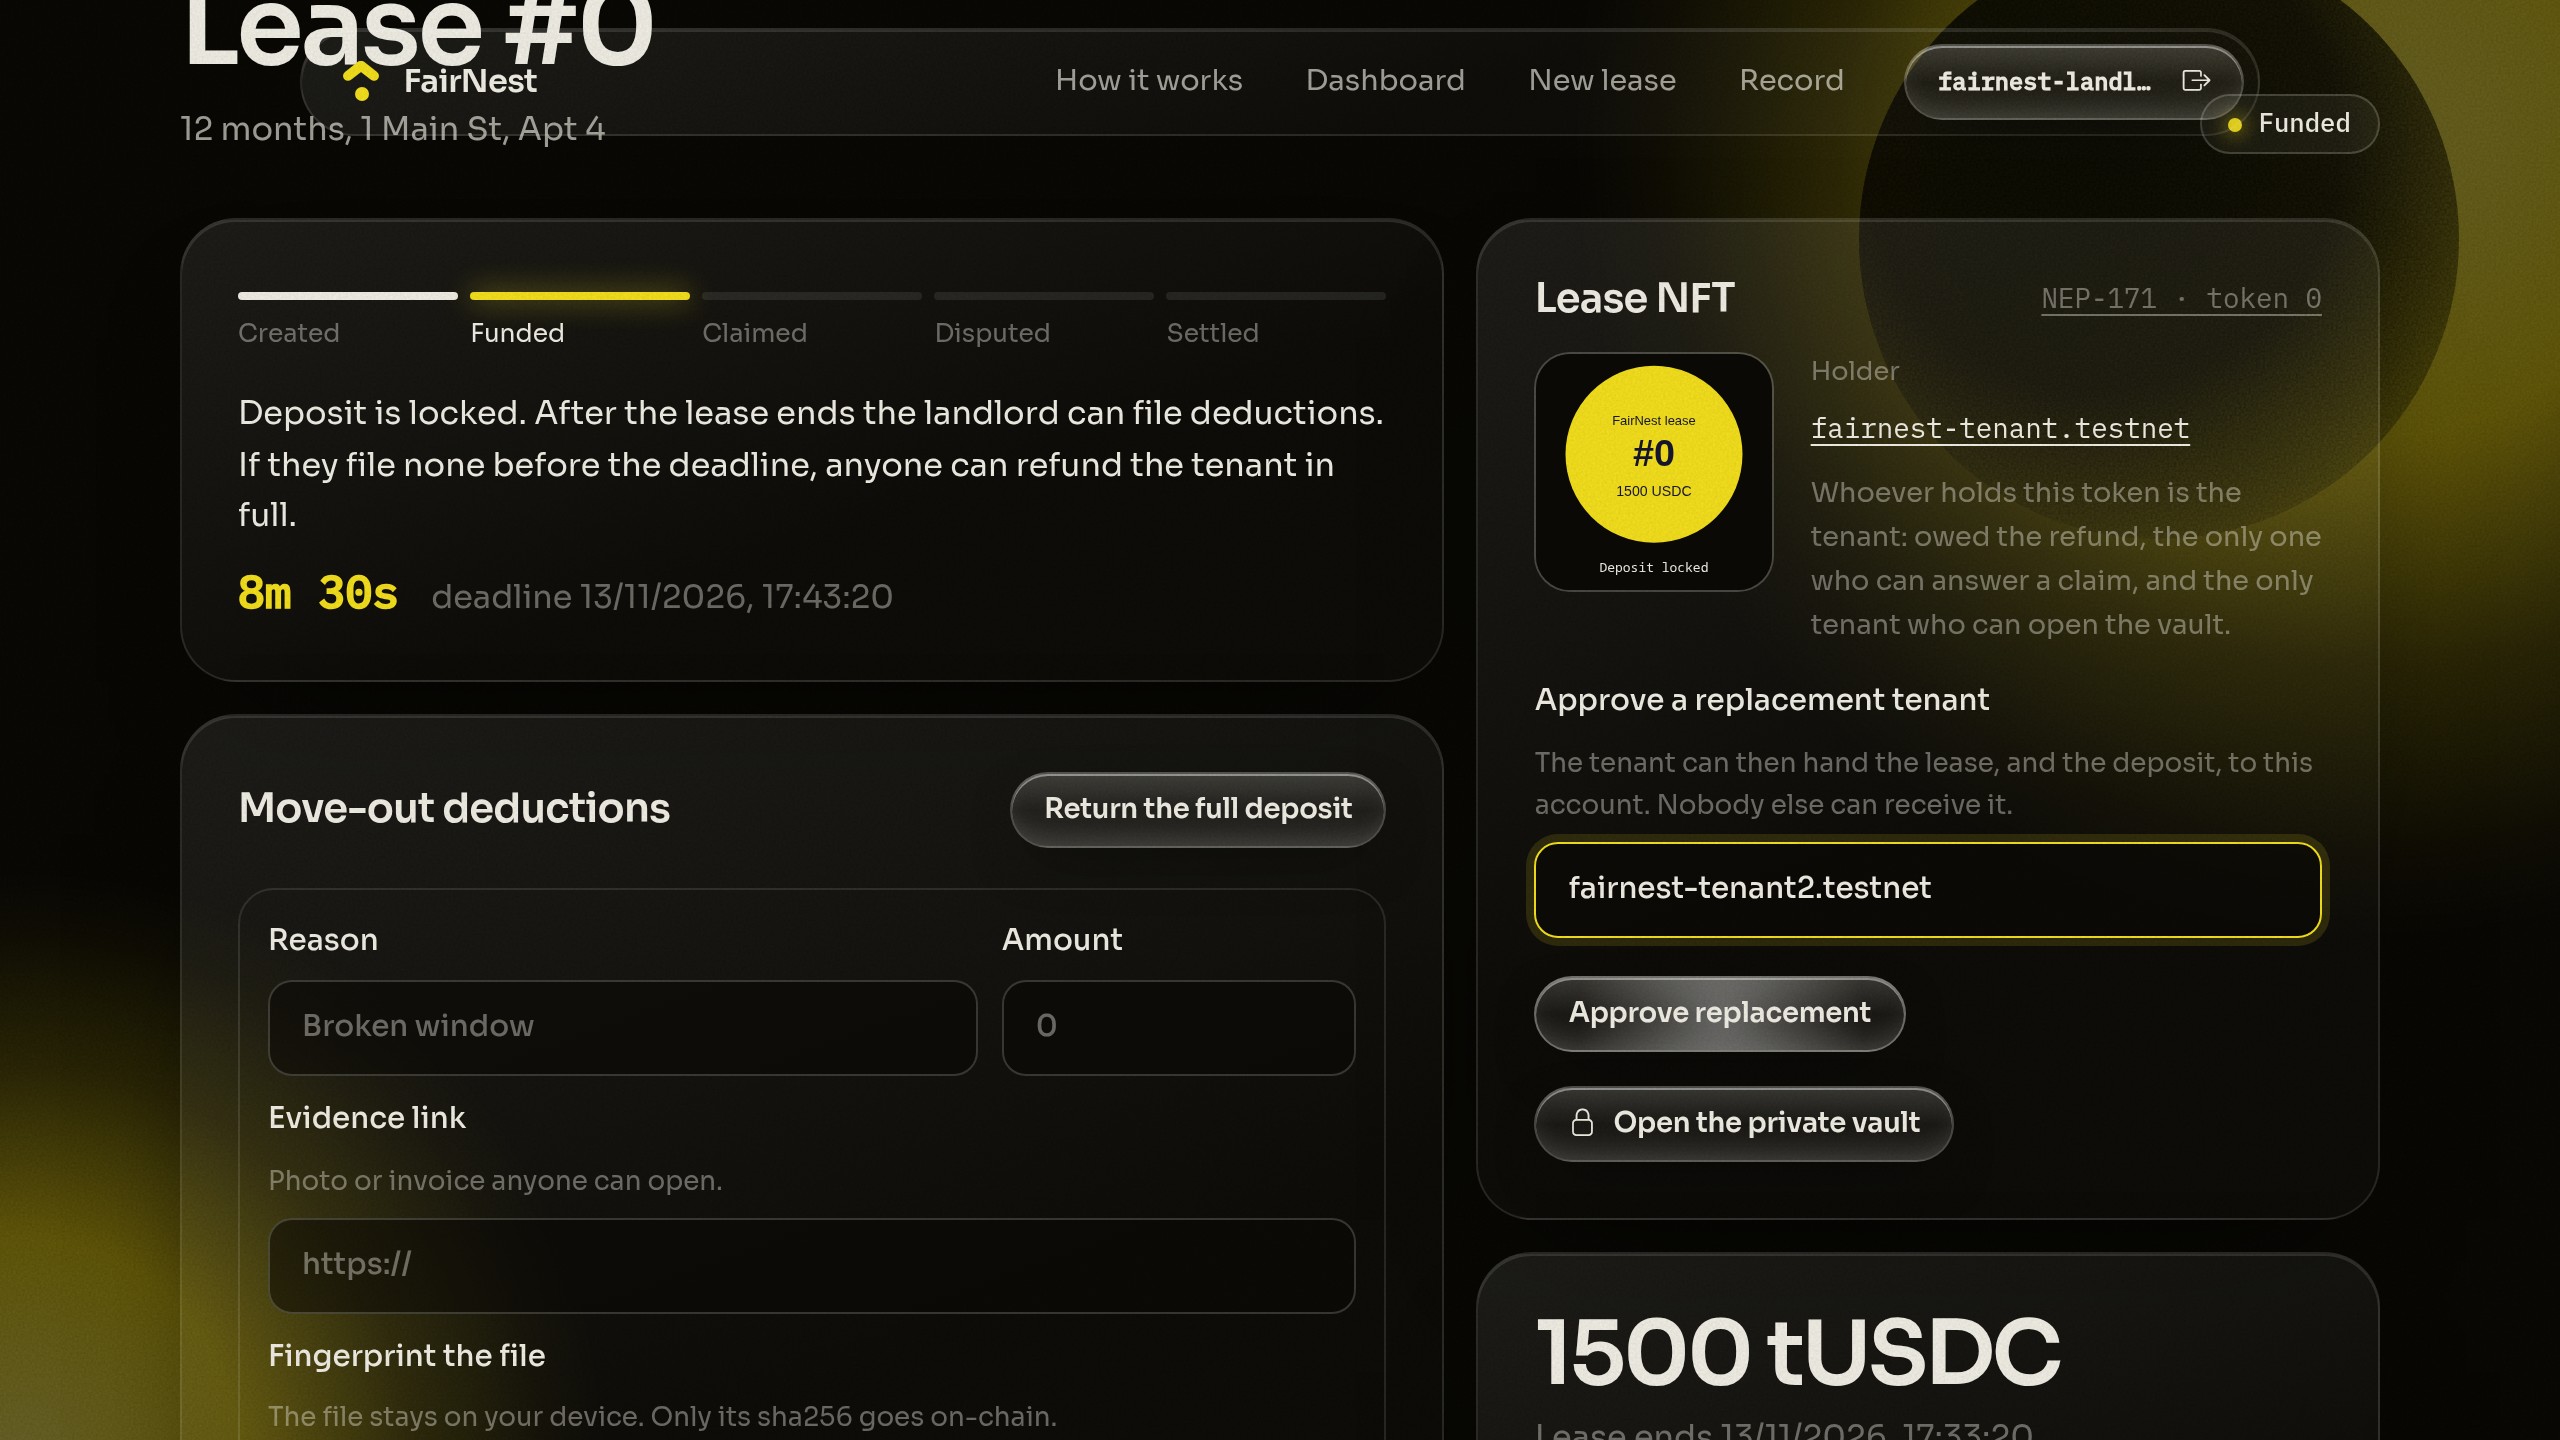 Lease #0
FairNest
How it works
Dashboard
New lease
Record
fairnest-landl…
12 months, 1 Main St, Apt 4
Funded
Created
Funded
Claimed
Disputed
Settled
Deposit is locked. After the lease ends the landlord can file deductions.
If they file none before the deadline, anyone can refund the tenant in
full.
8m 30s deadline 13/11/2026, 17:43:20
Move-out deductions
Return the full deposit
Reason
Amount
Broken window
0
Evidence link
Photo or invoice anyone can open.
https://
Fingerprint the file
The file stays on your device. Only its sha256 goes on-chain.
Lease NFT
NEP-171 · token 0
FairNest lease
#0
1500 USDC
Deposit locked
Holder
fairnest-tenant.testnet
Whoever holds this token is the
tenant: owed the refund, the only one
who can answer a claim, and the only
tenant who can open the vault.
Approve a replacement tenant
The tenant can then hand the lease, and the deposit, to this
account. Nobody else can receive it.
fairnest-tenant2.testnet
Approve replacement
Open the private vault
1500 tUSDC
Lease ends 13/11/2026, 17:33:20